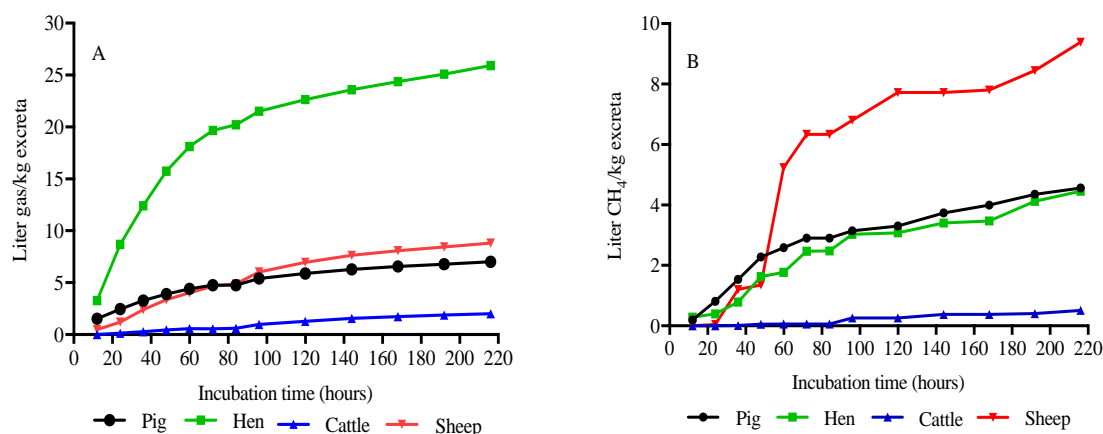 A
Liter gas/kg excreta
30
25
20
15
10
5
0
0 20 40 60 80 100 120 140 160 180 200 220
Incubation time (hours)
Pig Hen Cattle Sheep
B
Liter CH₄/kg excreta
10
8
6
4
2
0
0 20 40 60 80 100 120 140 160 180 200 220
Incubation time (hours)
Pig Hen Cattle Sheep